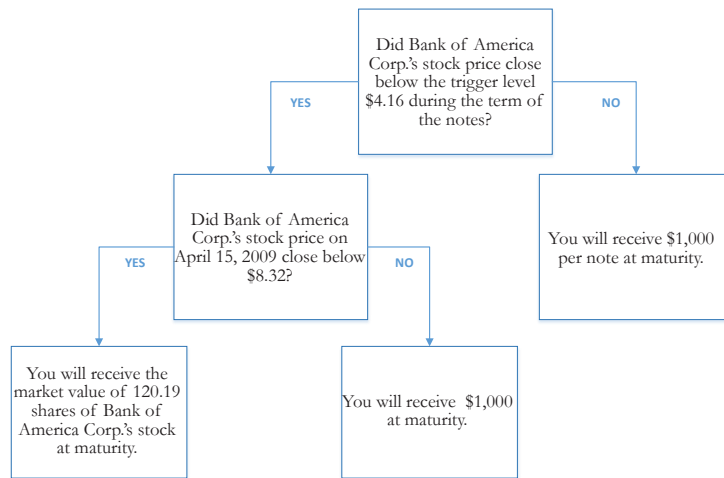 Did Bank of America
Corp.'s stock price close
below the trigger level
$4.16 during the term of
the notes?
YES
NO
Did Bank of America
Corp.'s stock price on
April 15, 2009 close below
$8.32?
You will receive $1,000
per note at maturity.
YES
NO
You will receive the
market value of 120.19
shares of Bank of
America Corp.'s stock
at maturity.
You will receive $1,000
at maturity.